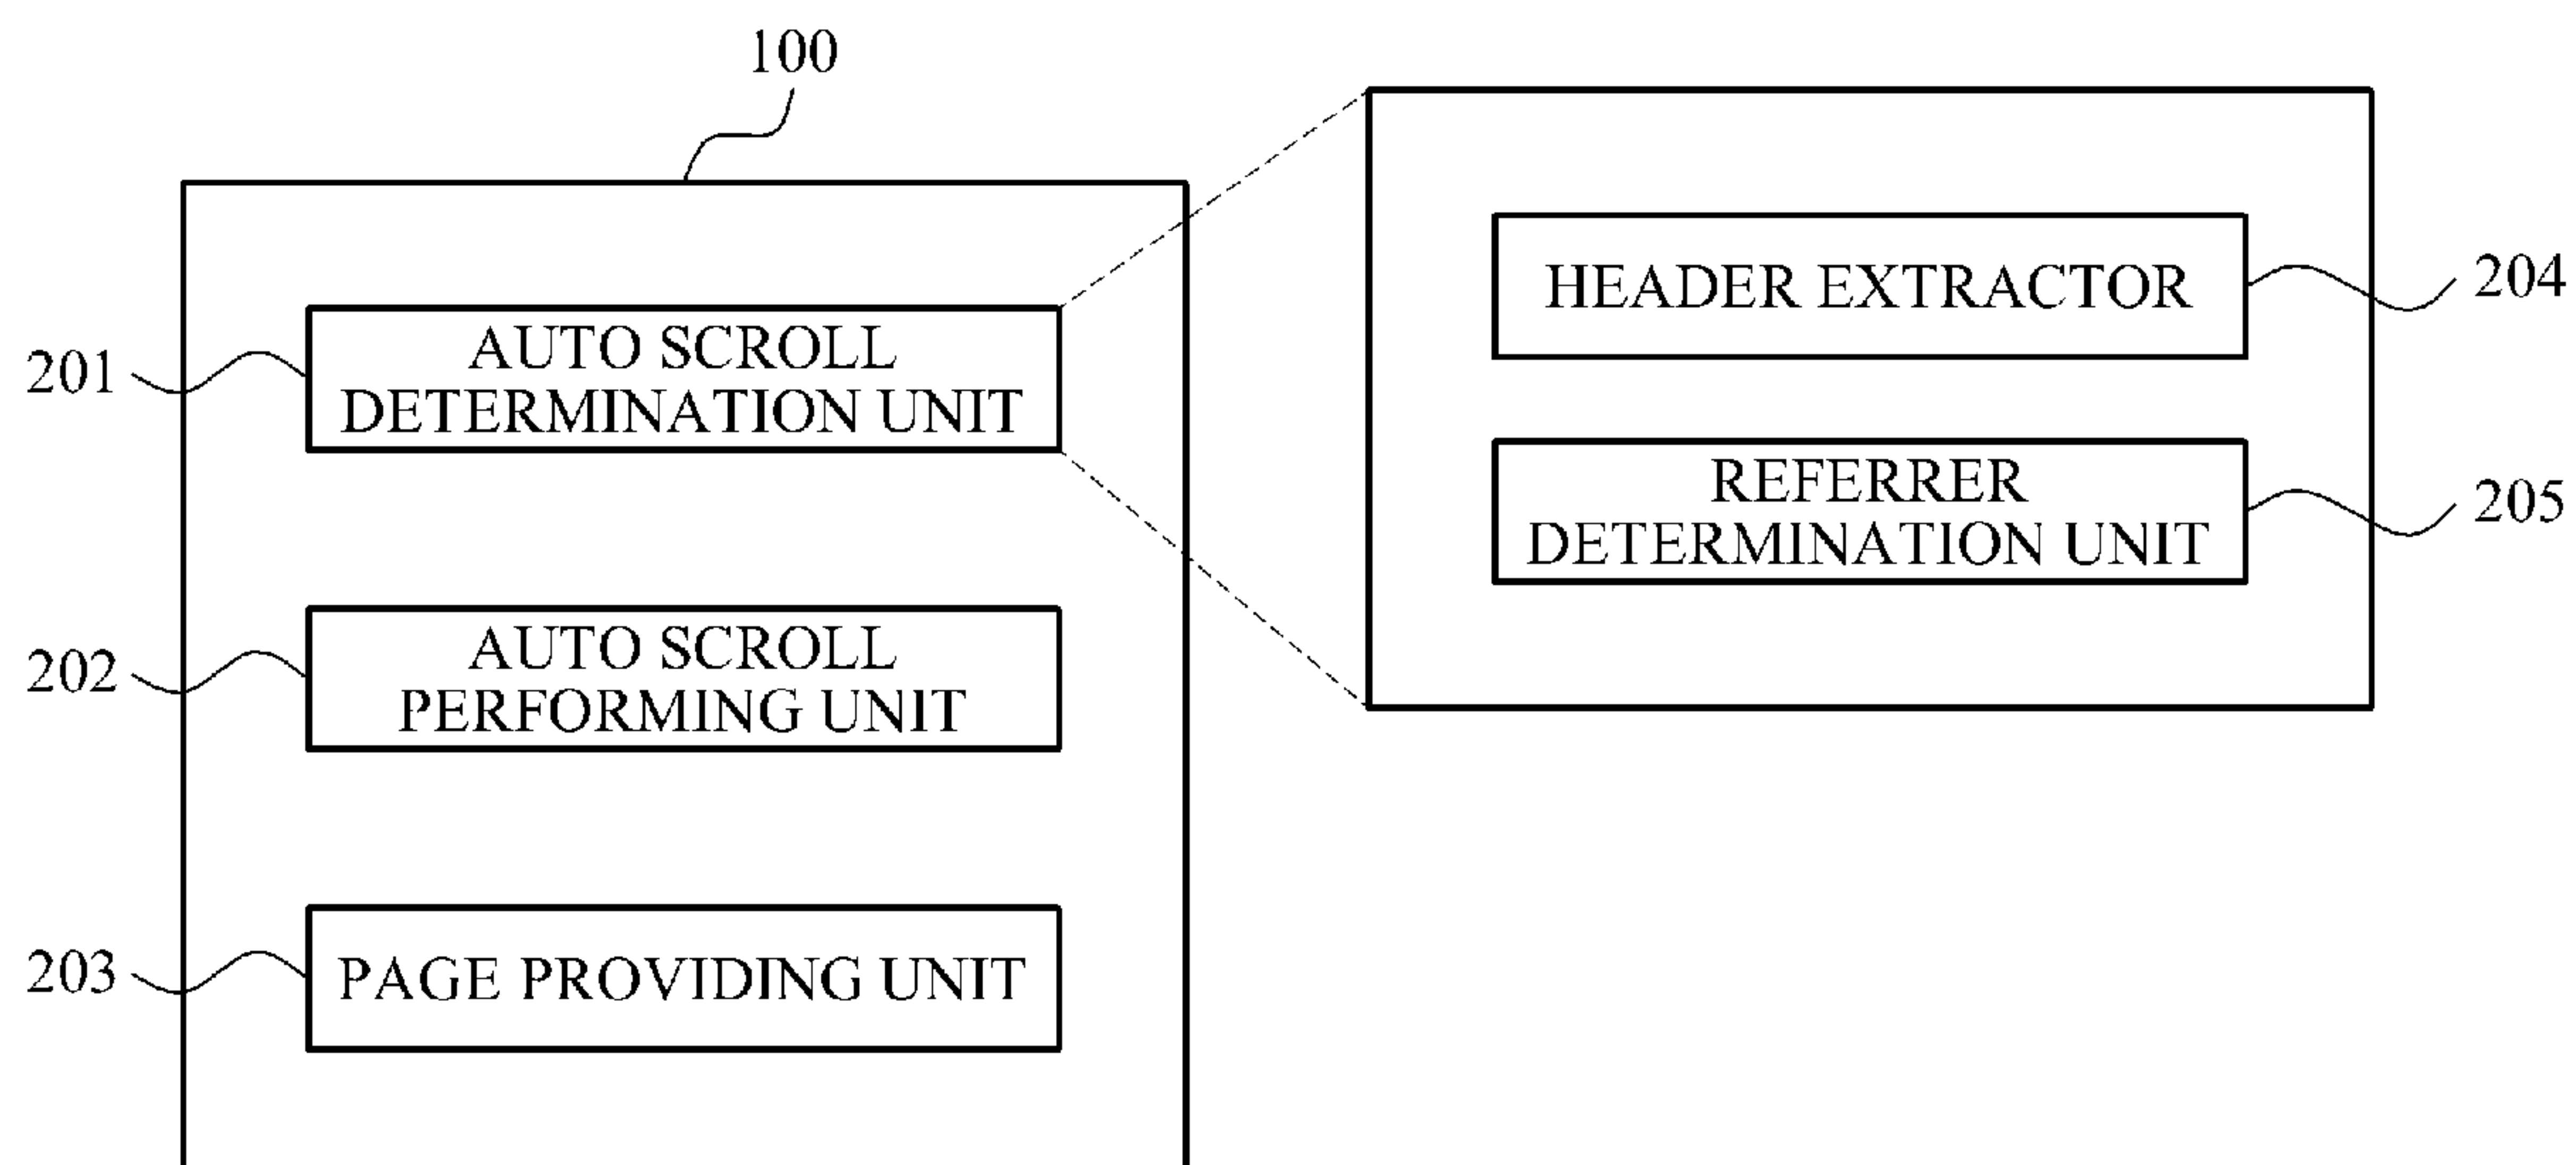 100
201
AUTO SCROLL
DETERMINATION UNIT
202
AUTO SCROLL
PERFORMING UNIT
203
PAGE PROVIDING UNIT
HEADER EXTRACTOR
204
REFERRER
DETERMINATION UNIT
205